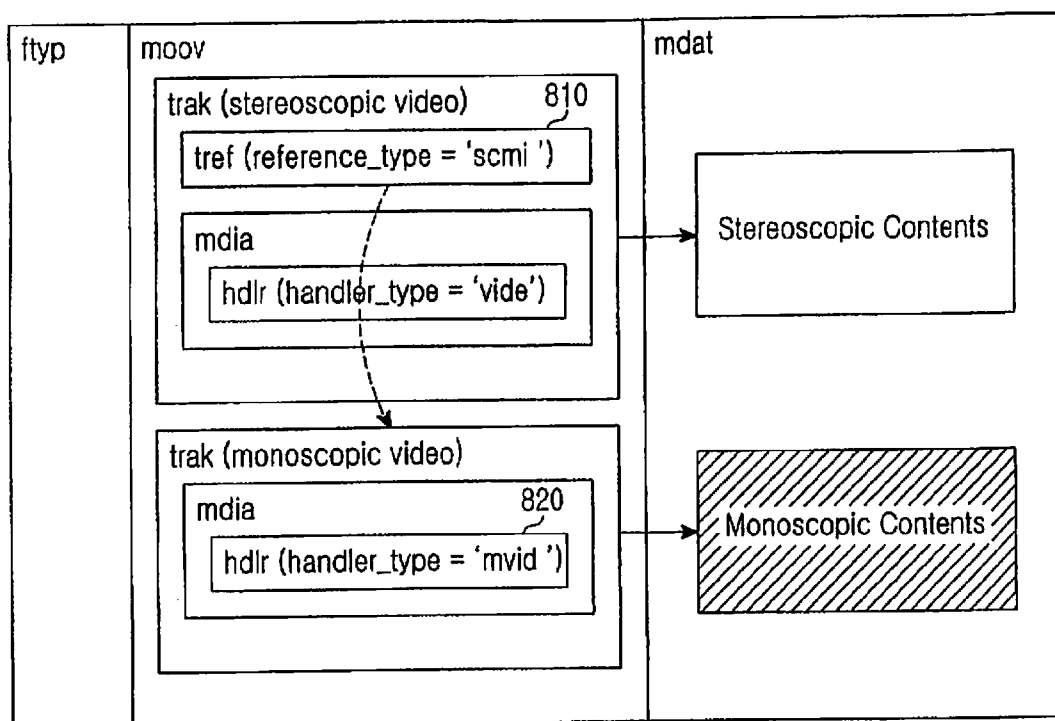 ftyp
moov
mdat
trak (stereoscopic video)
810
tref (reference_type = ‘scmi ’)
mdia
hdlr (handler_type = ‘vide’)
Stereoscopic Contents
trak (monoscopic video)
mdia
820
hdlr (handler_type = ‘mvid ’)
Monoscopic Contents